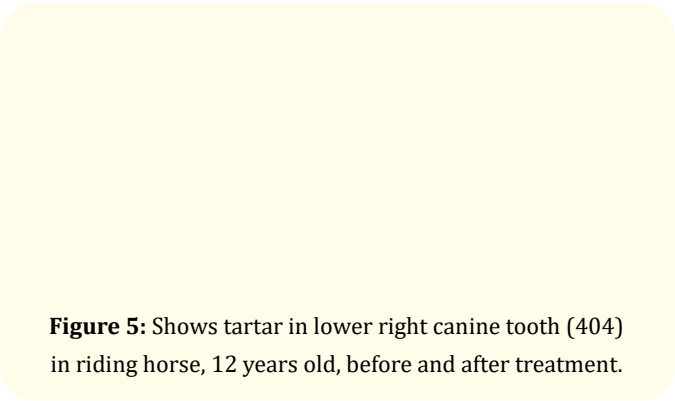 Figure 5: Shows tartar in lower right canine tooth (404)
in riding horse, 12 years old, before and after treatment.